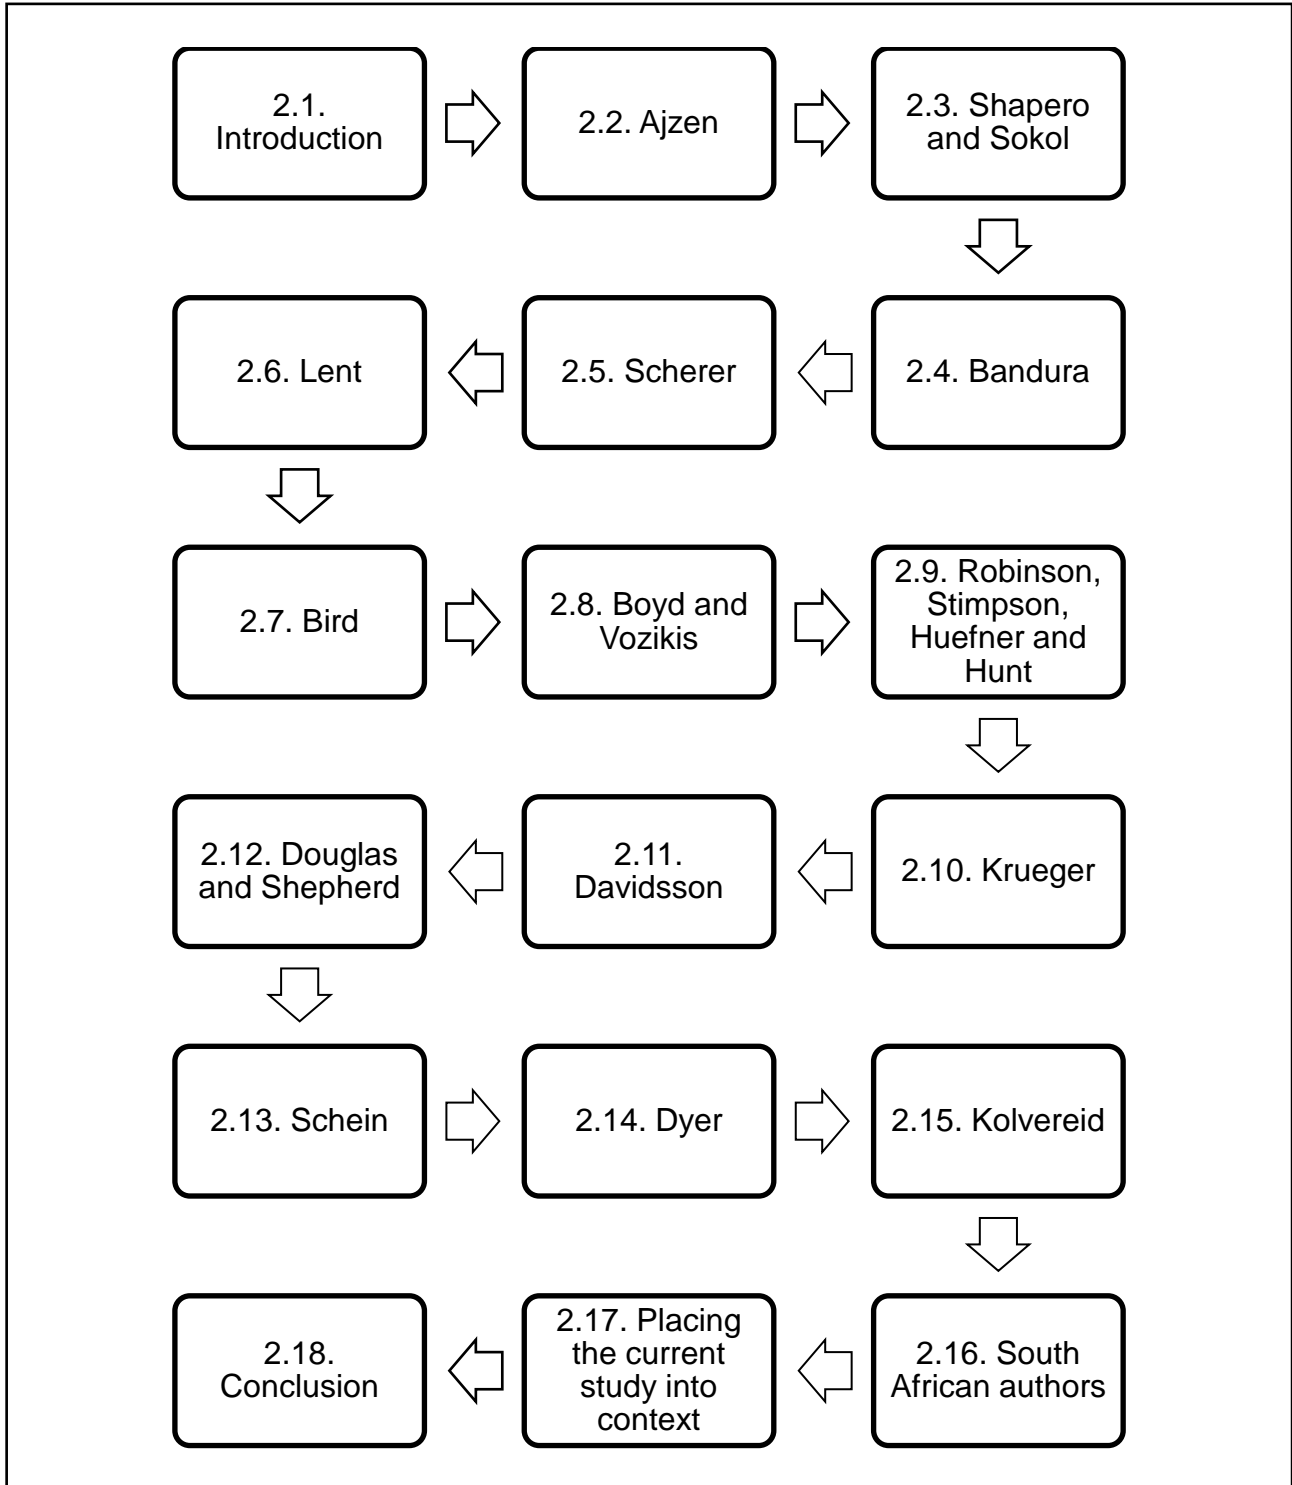 2.1.
Introduction
2.2. Ajzen
2.3. Shapero
and Sokol
2.4. Bandura
2.5. Scherer
2.6. Lent
2.7. Bird
2.8. Boyd and
Vozikis
2.9. Robinson,
Stimpson,
Huefner and
Hunt
2.10. Krueger
2.11.
Davidsson
2.12. Douglas
and Shepherd
2.13. Schein
2.14. Dyer
2.15. Kolvereid
2.16. South
African authors
2.17. Placing
the current
study into
context
2.18.
Conclusion